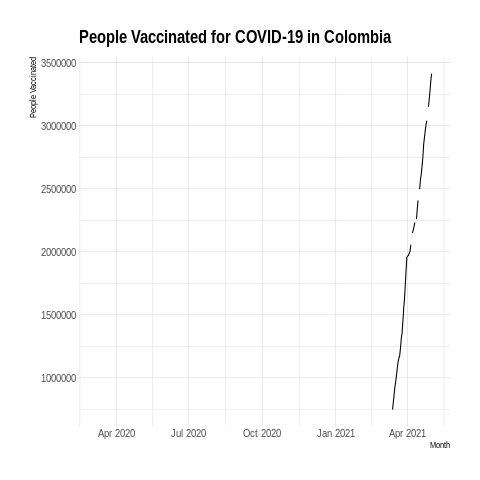 People Vaccinated for COVID-19 in Colombia
People Vaccinated
3500000
3000000
2500000
2000000
1500000
1000000
Apr 2020 Jul 2020 Oct 2020 Jan 2021 Apr 2021
Month